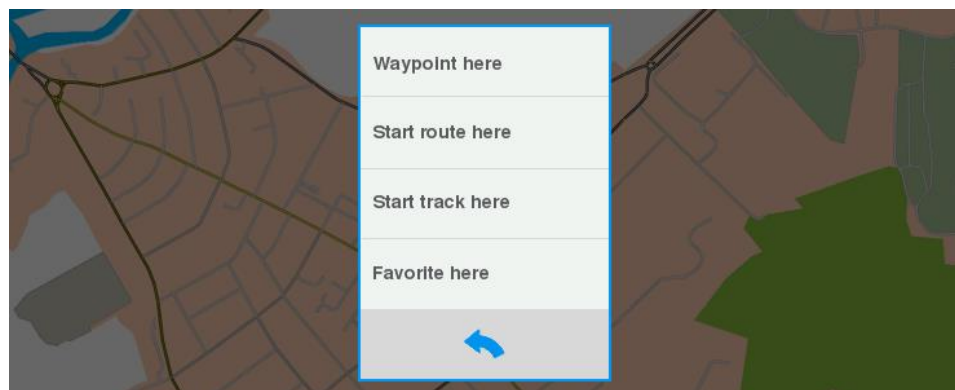 Waypoint here
Start route here
Start track here
Favorite here